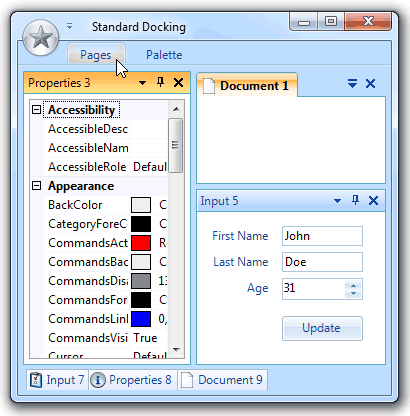 Standard Docking
Pages
Palette
Properties 3
Accessibility
AccessibleDesc
AccessibleNam
AccessibleRole Defaul
Appearance
BackColor C
CategoryForeC C
CommandsAct R
CommandsBac C
CommandsDisa 13
CommandsFor C
CommandsLinl 0,
CommandsVisi True
Cursor Defaul
Document 1
Input 5
First Name John
Last Name Doe
Age 31
Update
Input 7
Properties 8
Document 9